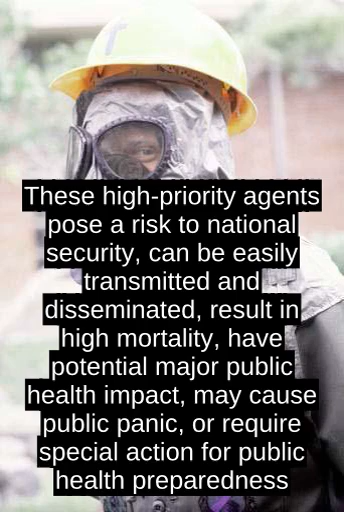 These high-priority agents
pose a risk to national
security, can be easily
transmitted and
disseminated, result in
high mortality, have
potential major public
health impact, may cause
public panic, or require
special action for public
health preparedness